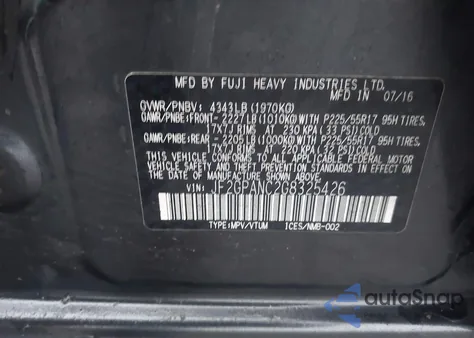 MFD BY FUJI HEAVY INDUSTRIES LTD.
MFD IN 07/16
GVWR/PNBV: 4343LB (1970KG)
GAWR/PNBE:FRONT- 2227LB (1010KG) WITH P225/55R17 95H TIRES,
17X7J RIMS, AT 230 KPA (33 PSI) COLD
GAWR/PNBE:REAR - 2205LB (1000KG) WITH P225/55R17 95H TIRES,
17X7J RIMS, AT 220 KPA (32 PSI) COLD
THIS VEHICLE CONFORMS TO ALL APPLICABLE FEDERAL MOTOR
VEHICLE SAFETY AND THEFT PREVENTION STANDARDS IN EFFECT
ON THE DATE OF MANUFACTURE SHOWN ABOVE.
VIN:JF2GPANC2G8325426
TYPE:MPV/VTUM ICES/NMB-002
autoSnap